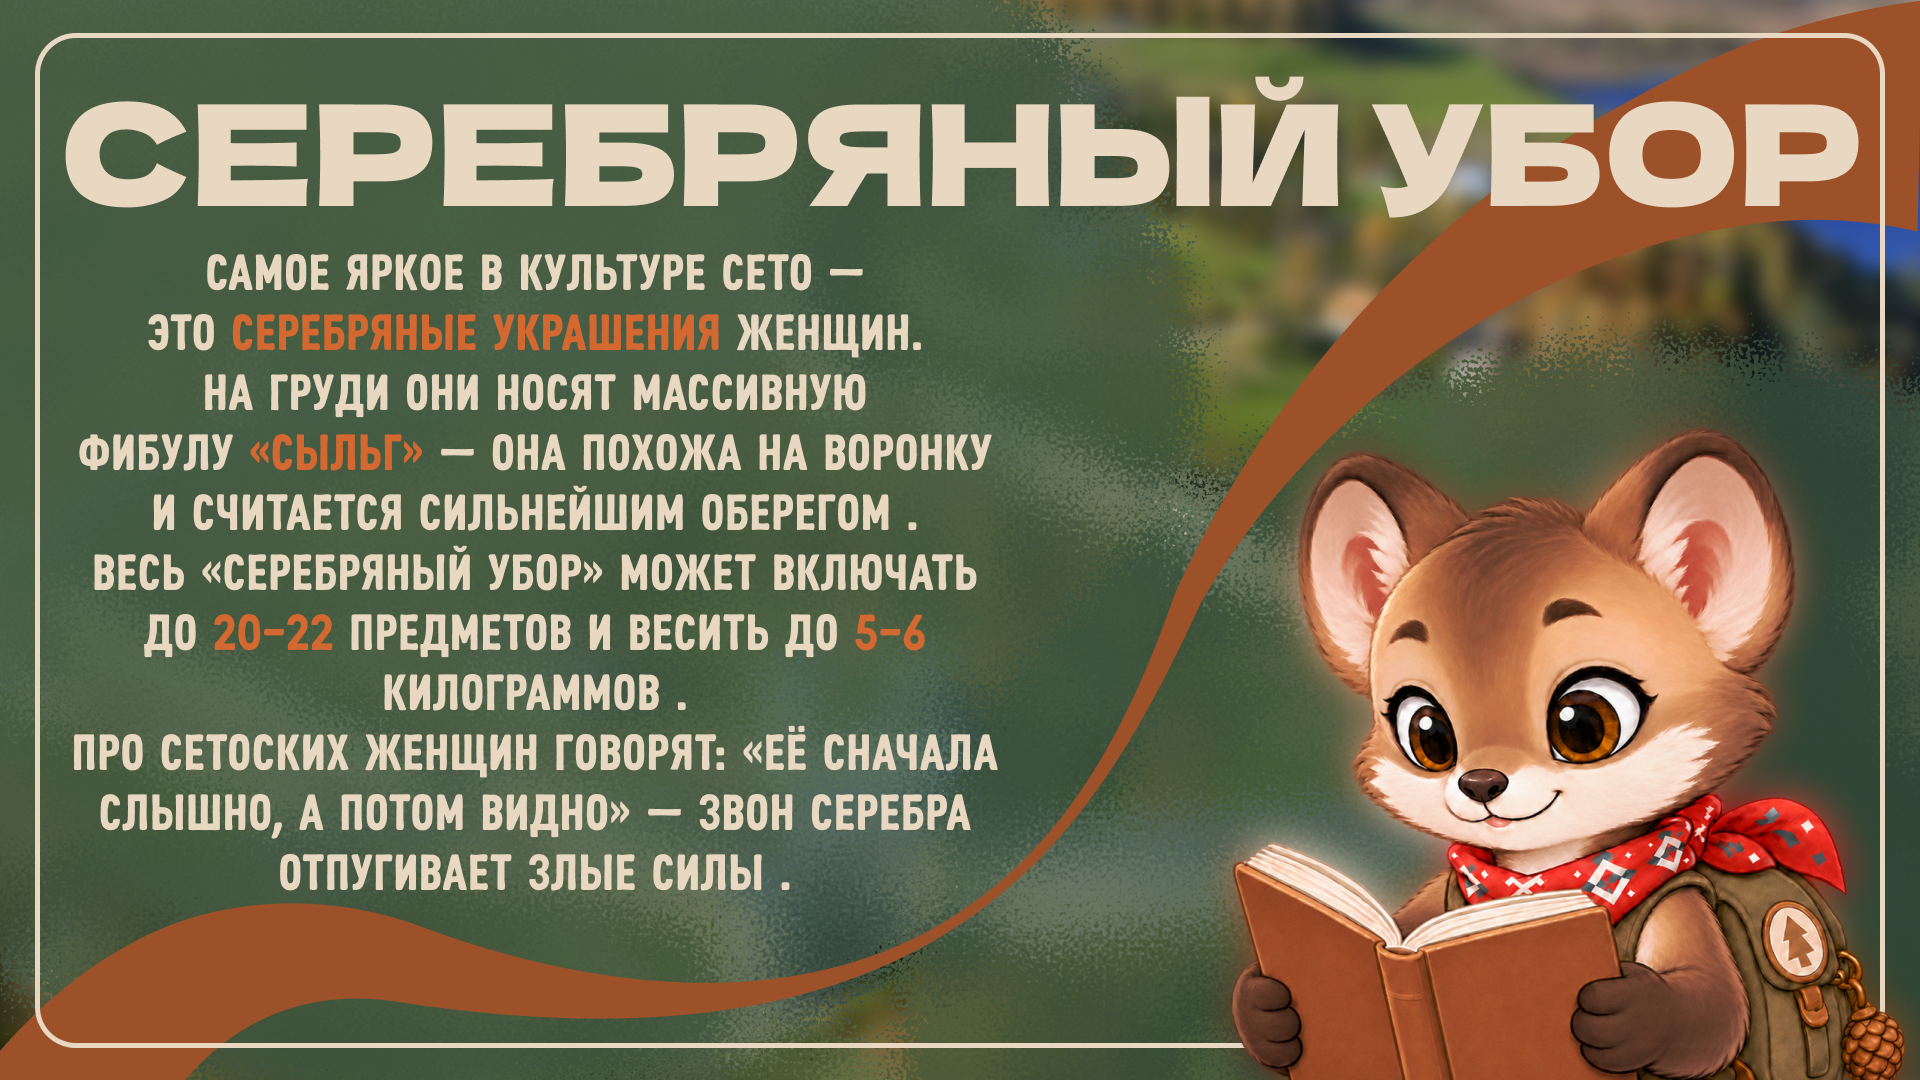 СЕРЕБРЯНЫЙ УБОР
САМОЕ ЯРКОЕ В КУЛЬТУРЕ СЕТО —
ЭТО СЕРЕБРЯНЫЕ УКРАШЕНИЯ ЖЕНЩИН.
НА ГРУДИ ОНИ НОСЯТ МАССИВНУЮ
ФИБУЛУ «СЫЛЬГ» — ОНА ПОХОЖА НА ВОРОНКУ
И СЧИТАЕТСЯ СИЛЬНЕЙШИМ ОБЕРЕГОМ .
ВЕСЬ «СЕРЕБРЯНЫЙ УБОР» МОЖЕТ ВКЛЮЧАТЬ
ДО 20–22 ПРЕДМЕТОВ И ВЕСИТЬ ДО 5–6
КИЛОГРАММОВ .
ПРО СЕТОСКИХ ЖЕНЩИН ГОВОРЯТ: «ЕЁ СНАЧАЛА
СЛЫШНО, А ПОТОМ ВИДНО» — ЗВОН СЕРЕБРА
ОТПУГИВАЕТ ЗЛЫЕ СИЛЫ .